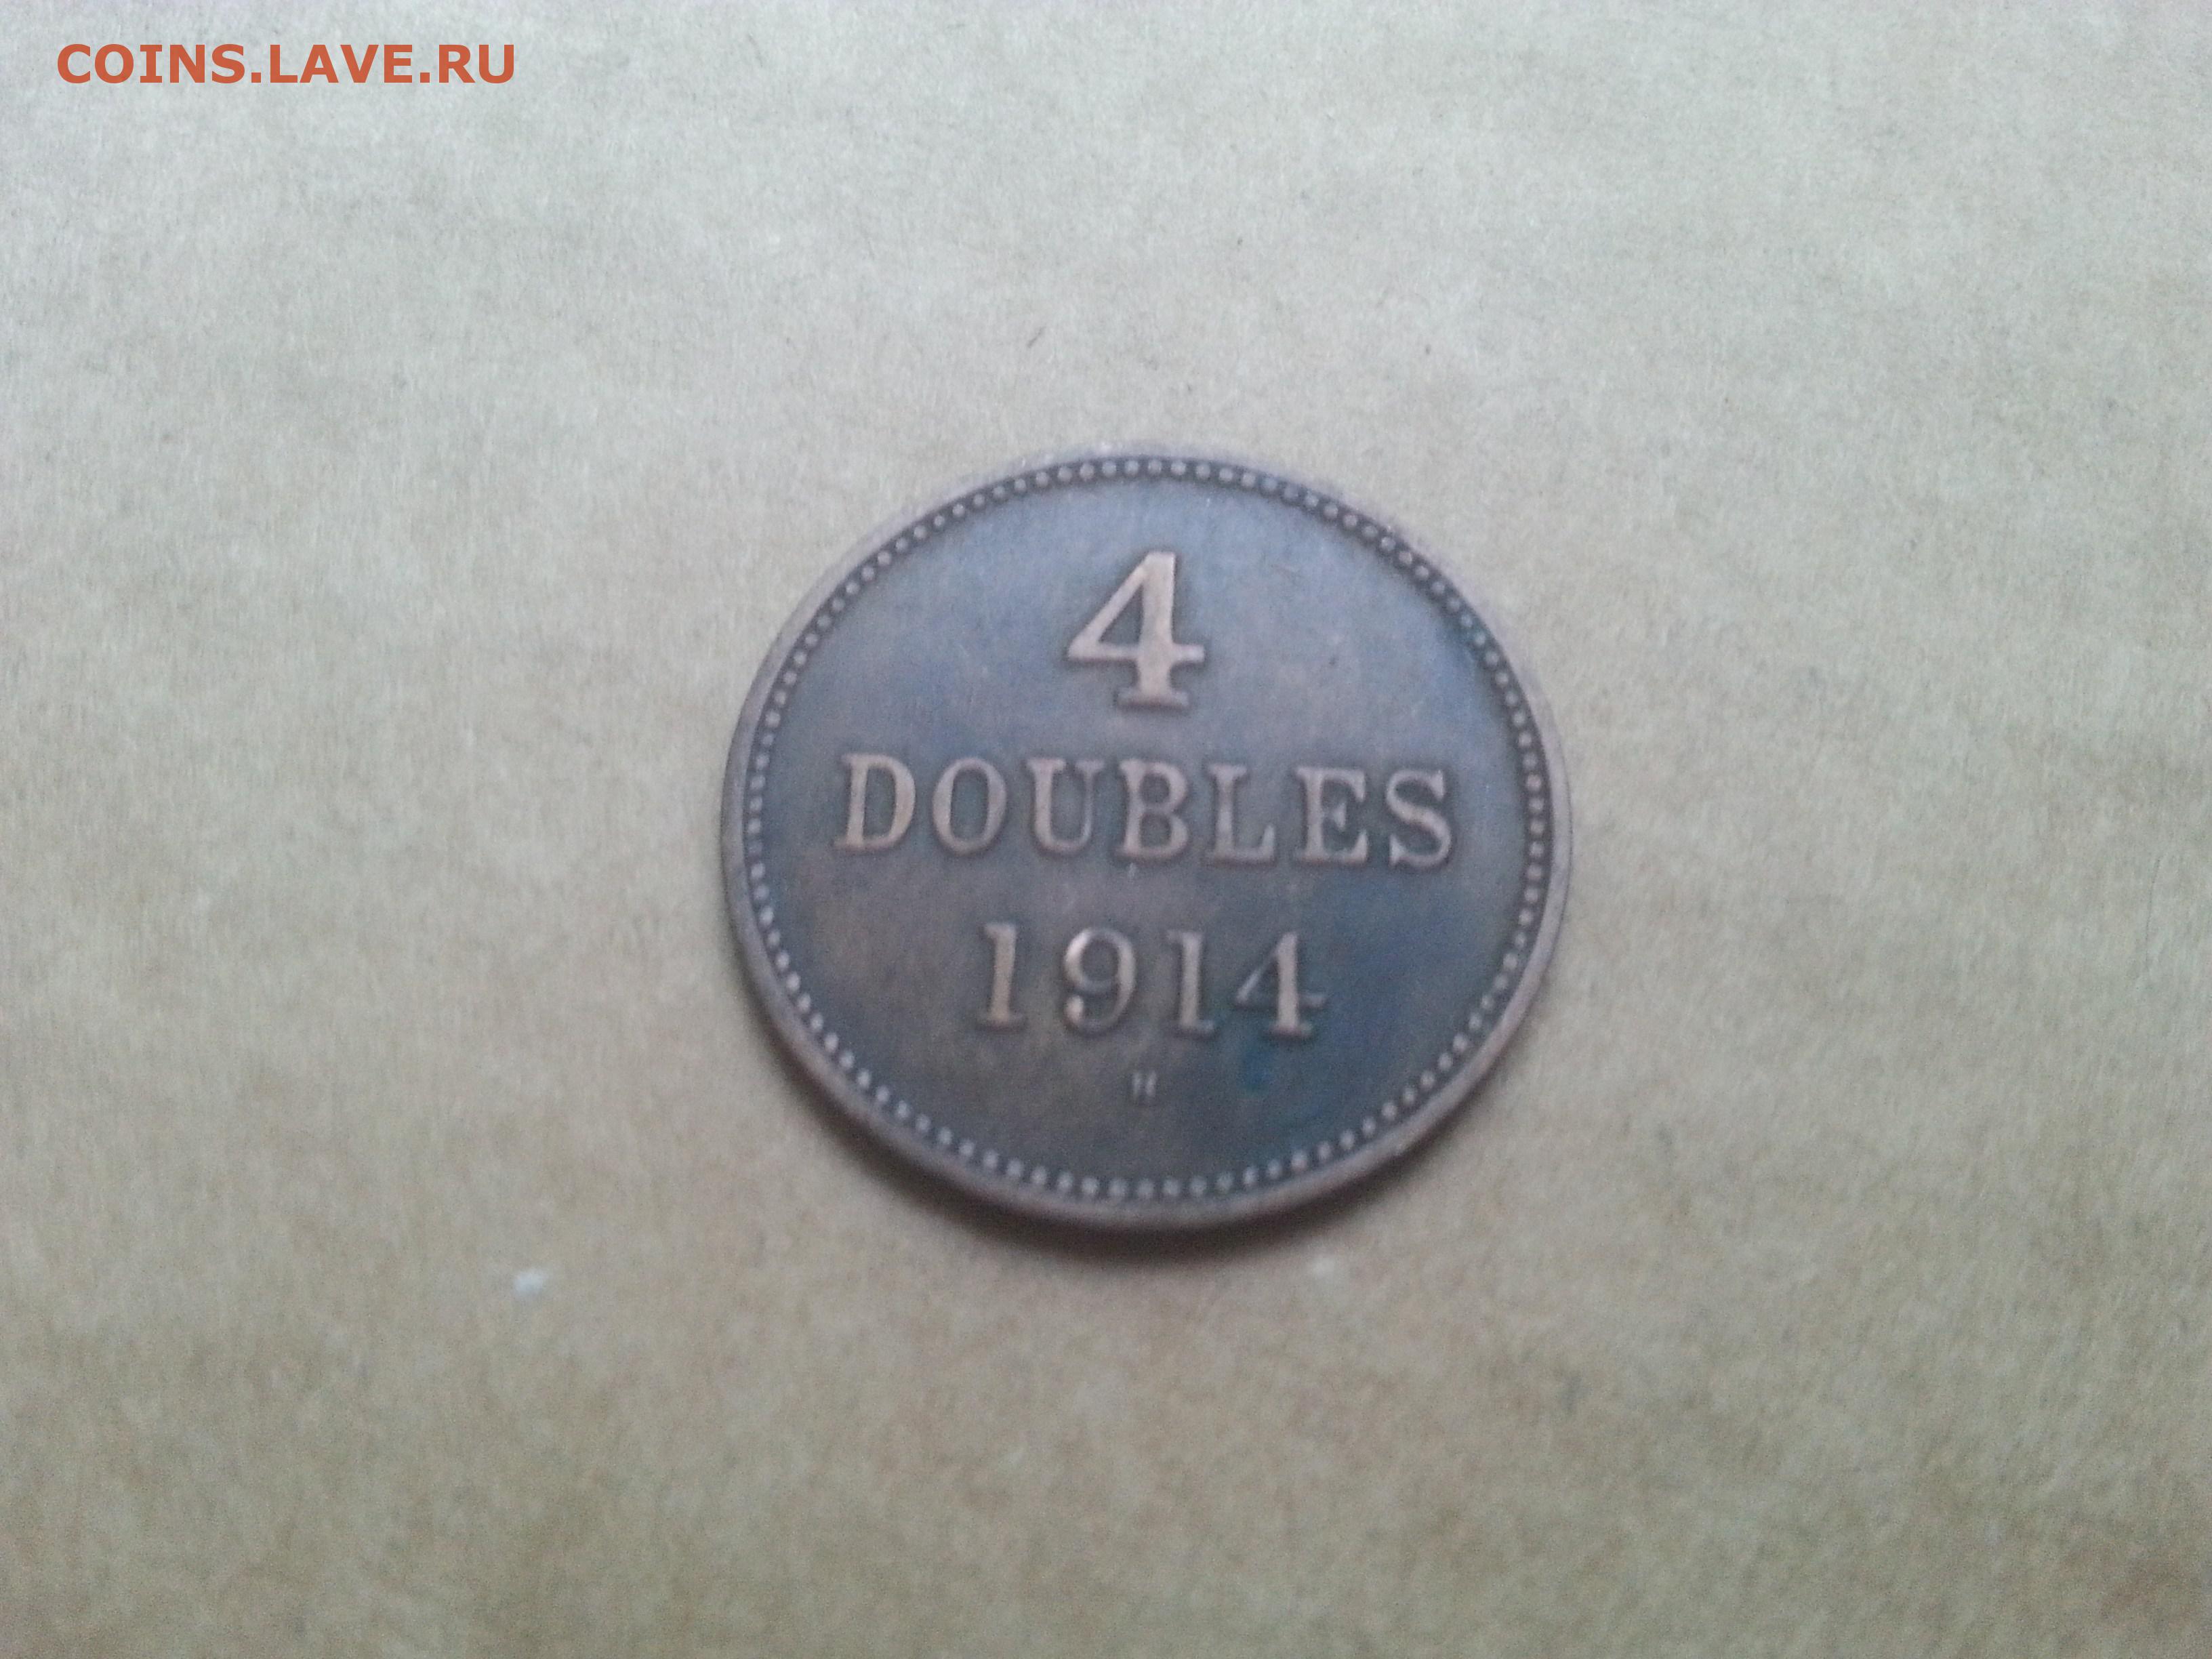 COINS.LAVE.RU
4
DOUBLES
1914
H